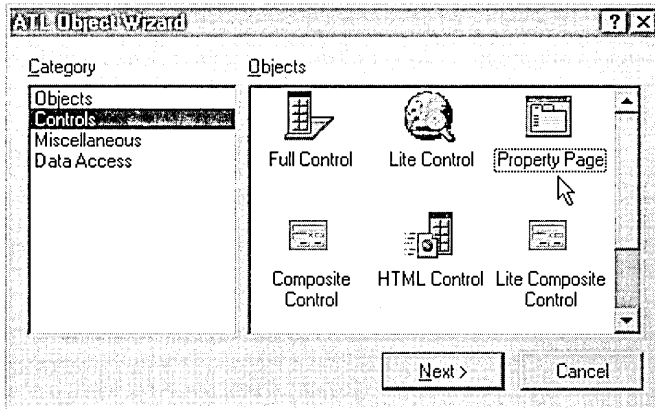 ATL Object Wizard
Category
Objects
Objects
Controls
Miscellaneous
Data Access
Full Control
Lite Control
Property Page
Composite
Control
HTML Control
Lite Composite
Control
Next >
Cancel